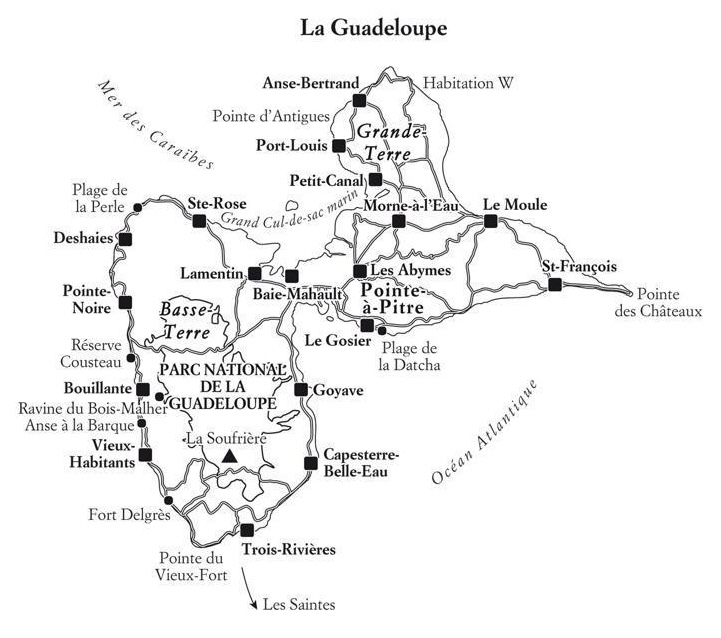 La Guadeloupe
Mer des Caraïbes
Anse-Bertrand
Habitation W
Pointe d'Antigues
Grande-
Terre
Port-Louis
Petit-Canal
Plage de
la Perle
Ste-Rose
Grand Cul-de-sac marin
Morne-à-l'Eau
Le Moule
Deshaies
Lamentin
Les Abymes
St-François
Baie-Mahault
Pointe-
à-Pitre
Pointe-
Noire
Basse-
Terre
Pointe
des Châteaux
Le Gosier
Plage de
la Datcha
Réserve
Cousteau
PARC NATIONAL
DE LA
GUADELOUPE
Bouillante
Goyave
Ravine du Bois-Malher
Anse à la Barque
Océan Atlantique
Vieux-
Habitants
La Soufrière
Capesterre-
Belle-Eau
Fort Delgrès
Trois-Rivières
Pointe du
Vieux-Fort
Les Saintes